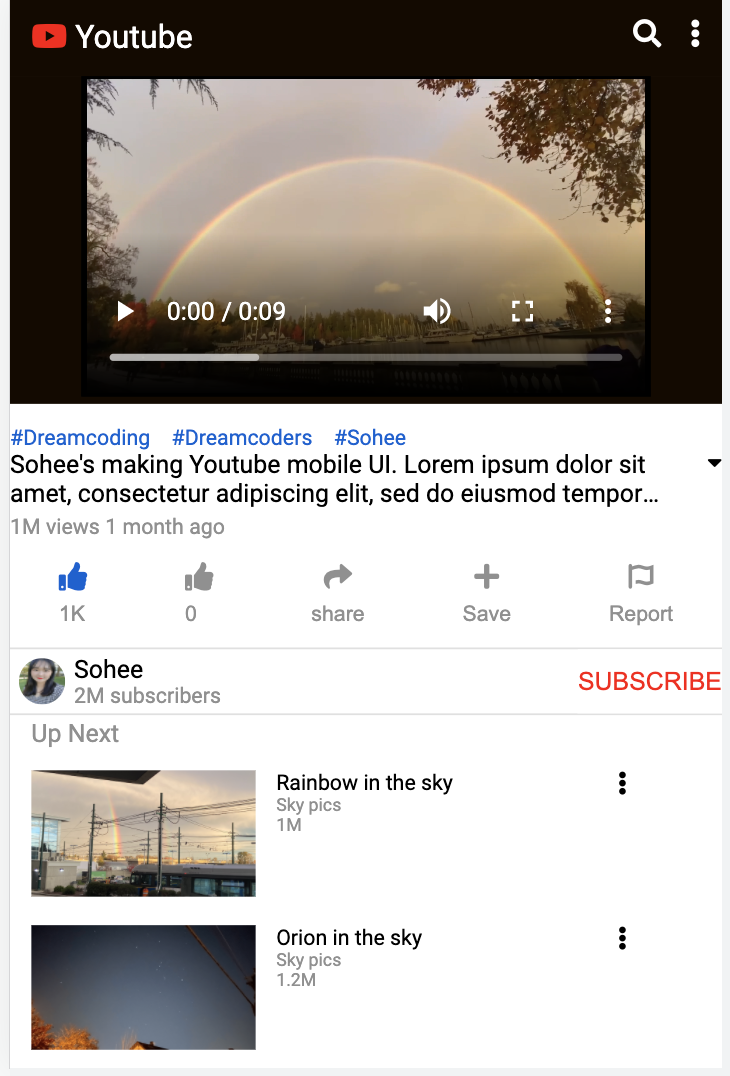 Youtube
0:00 / 0:09
#Dreamcoding #Dreamcoders #Sohee
Sohee's making Youtube mobile UI. Lorem ipsum dolor sit
amet, consectetur adipiscing elit, sed do eiusmod tempor...
1M views 1 month ago
1K 0 share Save Report
Sohee
2M subscribers
SUBSCRIBE
Up Next
Rainbow in the sky
Sky pics
1M
Orion in the sky
Sky pics
1.2M